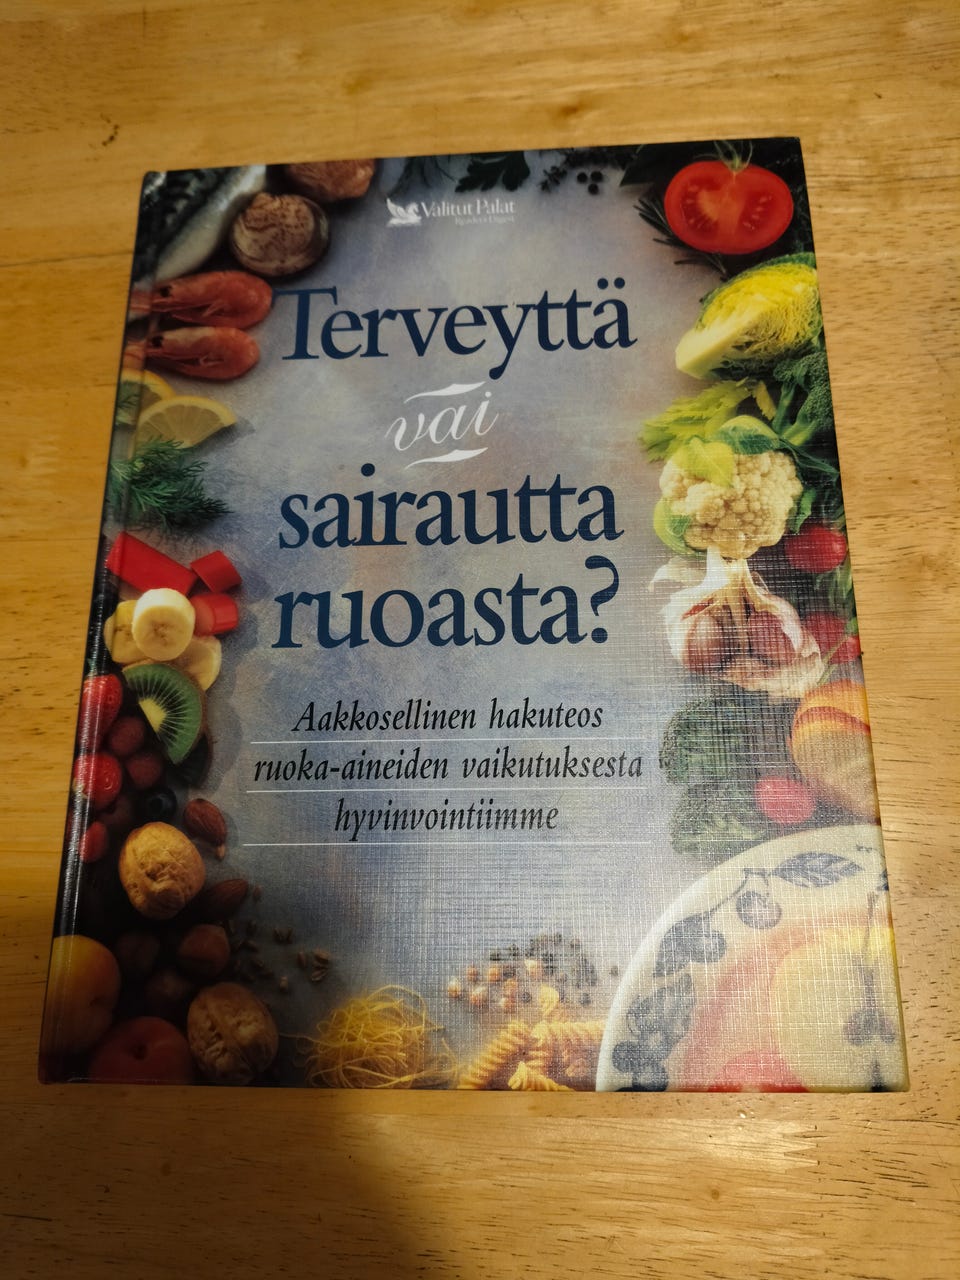 Valitut Palat
Reader's Digest
Terveyttä
vai
sairautta
ruoasta?
Aakkosellinen hakuteos
ruoka-aineiden vaikutuksesta
hyvinvointiimme